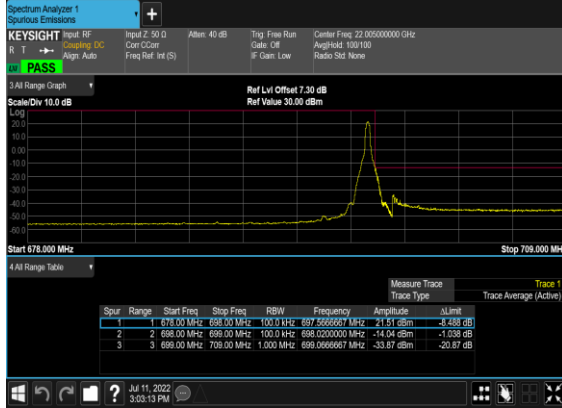 Spectrum Analyzer 1
Spurious Emissions
+
KEYSIGHT Input: RF Input Z: 50 Ω Atten: 40 dB Trig: Free Run Center Freq: 22.005000000 GHz
R T Coupling: DC Corr CCorr Gate: Off Avg|Hold: 100/100
Align: Auto Freq Ref: Int (S) IF Gain: Low Radio Std: None
PASS
3 All Range Graph
Ref Lvl Offset 7.30 dB
Scale/Div 10.0 dB Ref Value 30.00 dBm
Log
20.0
10.0
0.00
-10.0
-20.0
-30.0
-40.0
-50.0
-60.0
Start 678.000 MHz Stop 709.000 MH
4 All Range Table
Measure Trace Trace 1
Trace Type Trace Average (Active)
Spur Range Start Freq Stop Freq RBW Frequency Amplitude ΔLimit
1 1 678.00 MHz 698.00 MHz 100.0 kHz 697.5666667 MHz 21.51 dBm -8.488 dB
2 2 698.00 MHz 699.00 MHz 100.0 kHz 698.0200000 MHz -14.04 dBm -1.038 dB
3 3 699.00 MHz 709.00 MHz 1.000 MHz 699.0666667 MHz -33.87 dBm -20.87 dB
? Jul 11, 2022
3:03:13 PM